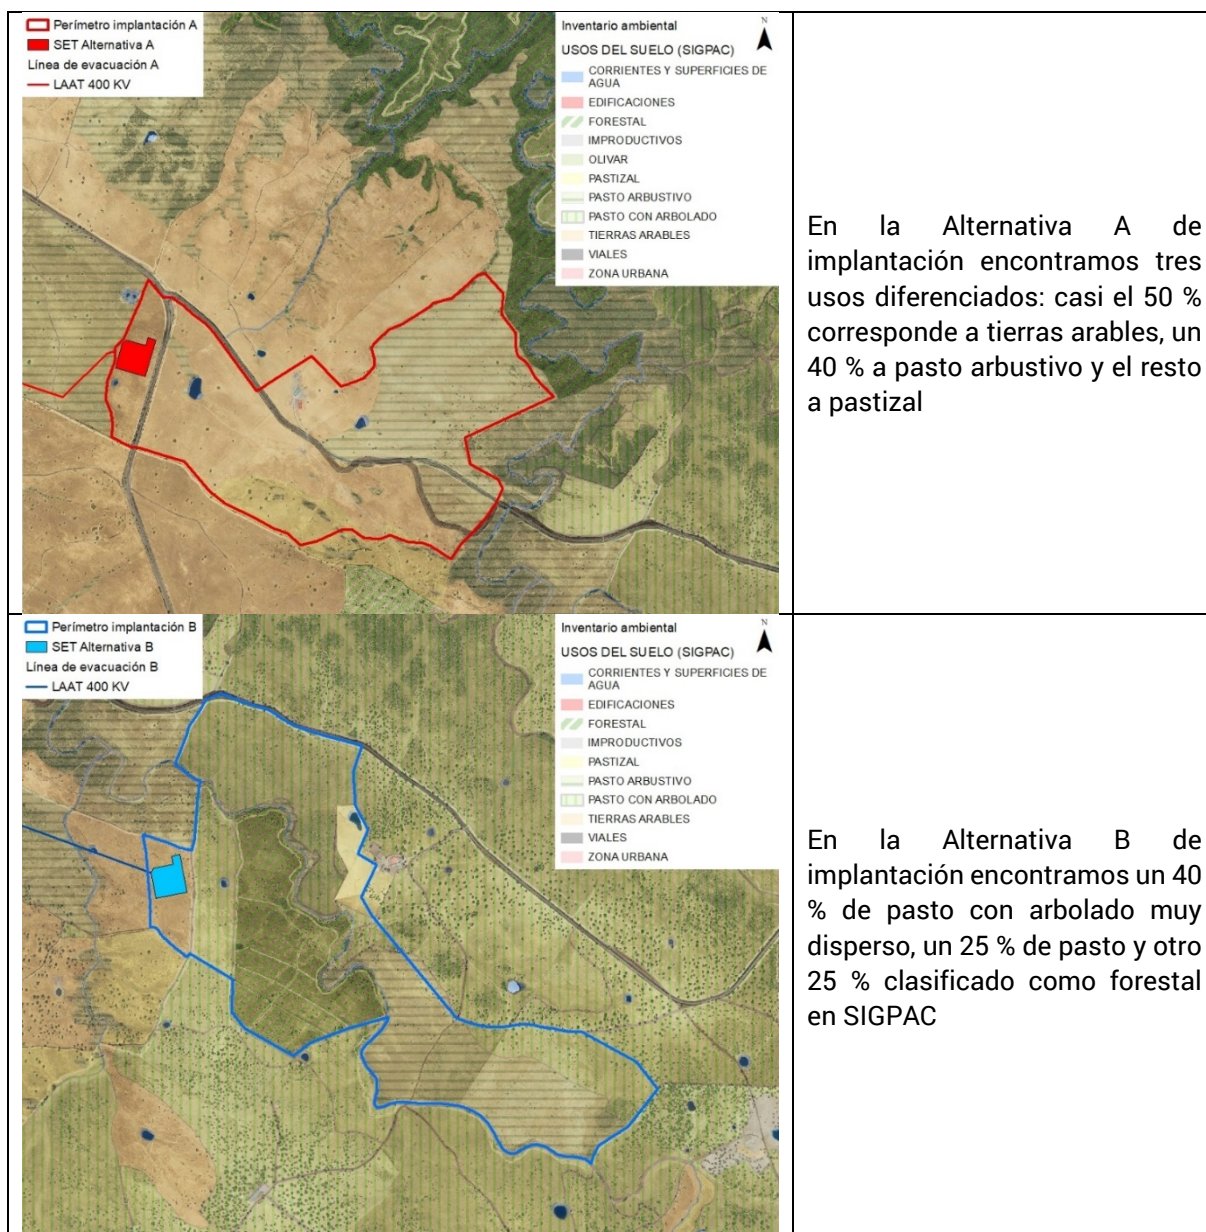 Perímetro implantación A
SET Alternativa A
Línea de evacuación A
LAAT 400 KV
Inventario ambiental
N
USOS DEL SUELO (SIGPAC)
CORRIENTES Y SUPERFICIES DE
AGUA
EDIFICACIONES
FORESTAL
IMPRODUCTIVOS
OLIVAR
PASTIZAL
PASTO ARBUSTIVO
PASTO CON ARBOLADO
TIERRAS ARABLES
VIALES
ZONA URBANA
En la Alternativa A de
implantación encontramos tres
usos diferenciados: casi el 50 %
corresponde a tierras arables, un
40 % a pasto arbustivo y el resto
a pastizal
Perímetro implantación B
SET Alternativa B
Línea de evacuación B
LAAT 400 KV
Inventario ambiental
N
USOS DEL SUELO (SIGPAC)
CORRIENTES Y SUPERFICIES DE
AGUA
EDIFICACIONES
FORESTAL
IMPRODUCTIVOS
PASTIZAL
PASTO ARBUSTIVO
PASTO CON ARBOLADO
TIERRAS ARABLES
VIALES
ZONA URBANA
En la Alternativa B de
implantación encontramos un 40
% de pasto con arbolado muy
disperso, un 25 % de pasto y otro
25 % clasificado como forestal
en SIGPAC